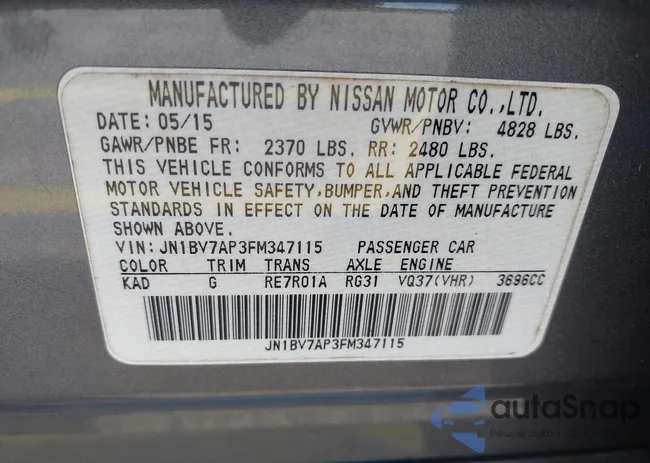 MANUFACTURED BY NISSAN MOTOR CO.,LTD.
DATE: 05/15 GVWR/PNBV: 4828 LBS.
GAWR/PNBE FR: 2370 LBS. RR: 2480 LBS.
THIS VEHICLE CONFORMS TO ALL APPLICABLE FEDERAL
MOTOR VEHICLE SAFETY,BUMPER,AND THEFT PREVENTION
STANDARDS IN EFFECT ON THE DATE OF MANUFACTURE
SHOWN ABOVE.
VIN: JN1BV7AP3FM347115 PASSENGER CAR
COLOR TRIM TRANS AXLE ENGINE
KAD G RE7R01A RG31 VQ37(VHR) 3696CC
JN1BV7AP3FM347115
autaSnap
Pewne auta z